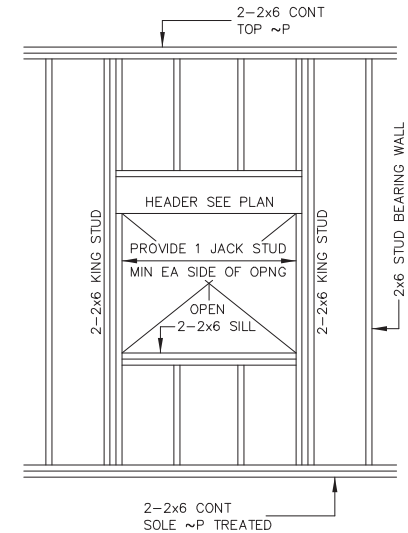 2-2x6 CONT
TOP ~P
HEADER SEE PLAN
2-2x6 KING STUD
PROVIDE 1 JACK STUD
MIN EA SIDE OF OPNG
OPEN
2-2x6 SILL
2-2x6 KING STUD
2x6 STUD BEARING WALL
2-2x6 CONT
SOLE ~P TREATED